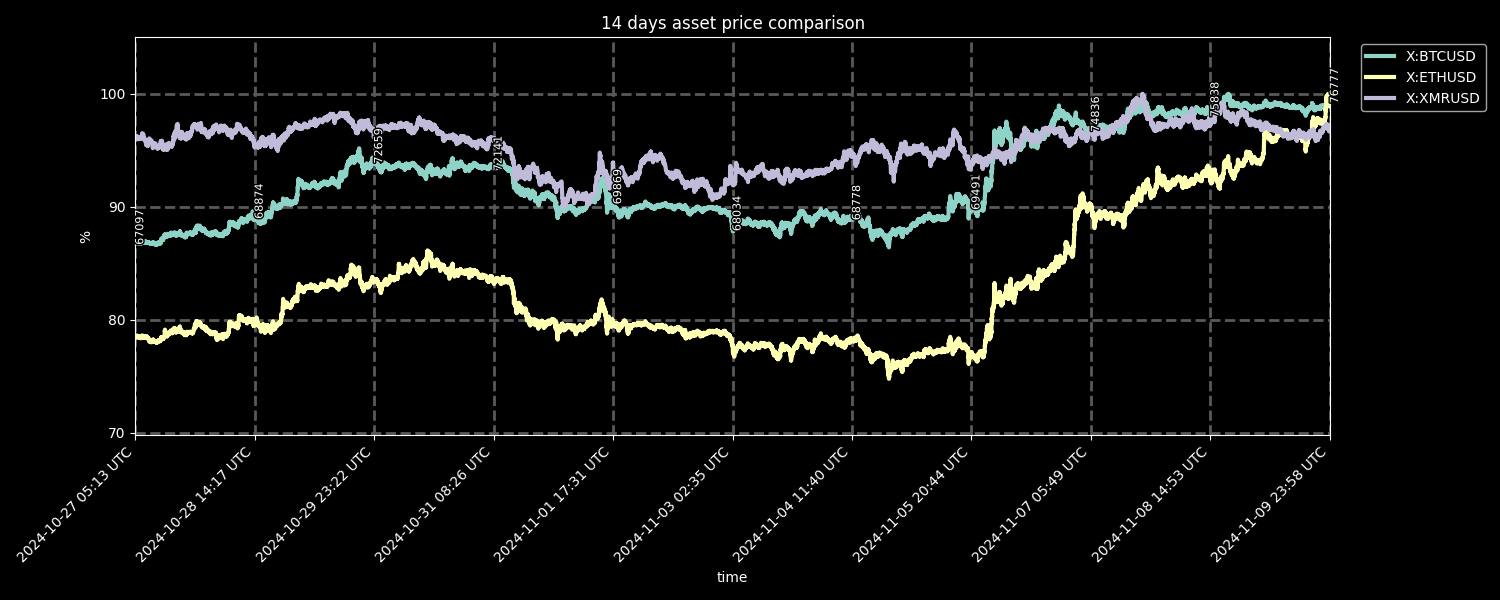 14 days asset price comparison
X:BTCUSD
X:ETHUSD
X:XMRUSD
100
90
80
70
%
67097
68874
72659
72141
69869
68034
68778
69491
74836
75838
76777
2024-10-27 05:13 UTC
2024-10-28 14:17 UTC
2024-10-29 23:22 UTC
2024-10-31 08:26 UTC
2024-11-01 17:31 UTC
2024-11-03 02:35 UTC
2024-11-04 11:40 UTC
2024-11-05 20:44 UTC
2024-11-07 05:49 UTC
2024-11-08 14:53 UTC
2024-11-09 23:58 UTC
time